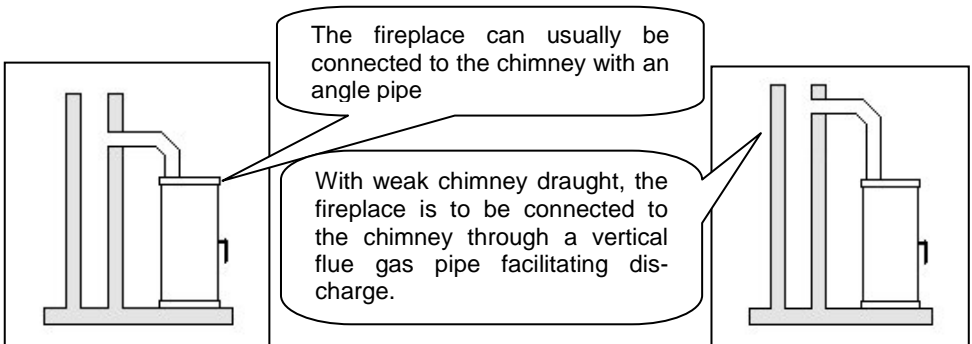 The fireplace can usually be
connected to the chimney with an
angle pipe
With weak chimney draught, the
fireplace is to be connected to
the chimney through a vertical
flue gas pipe facilitating dis-
charge.